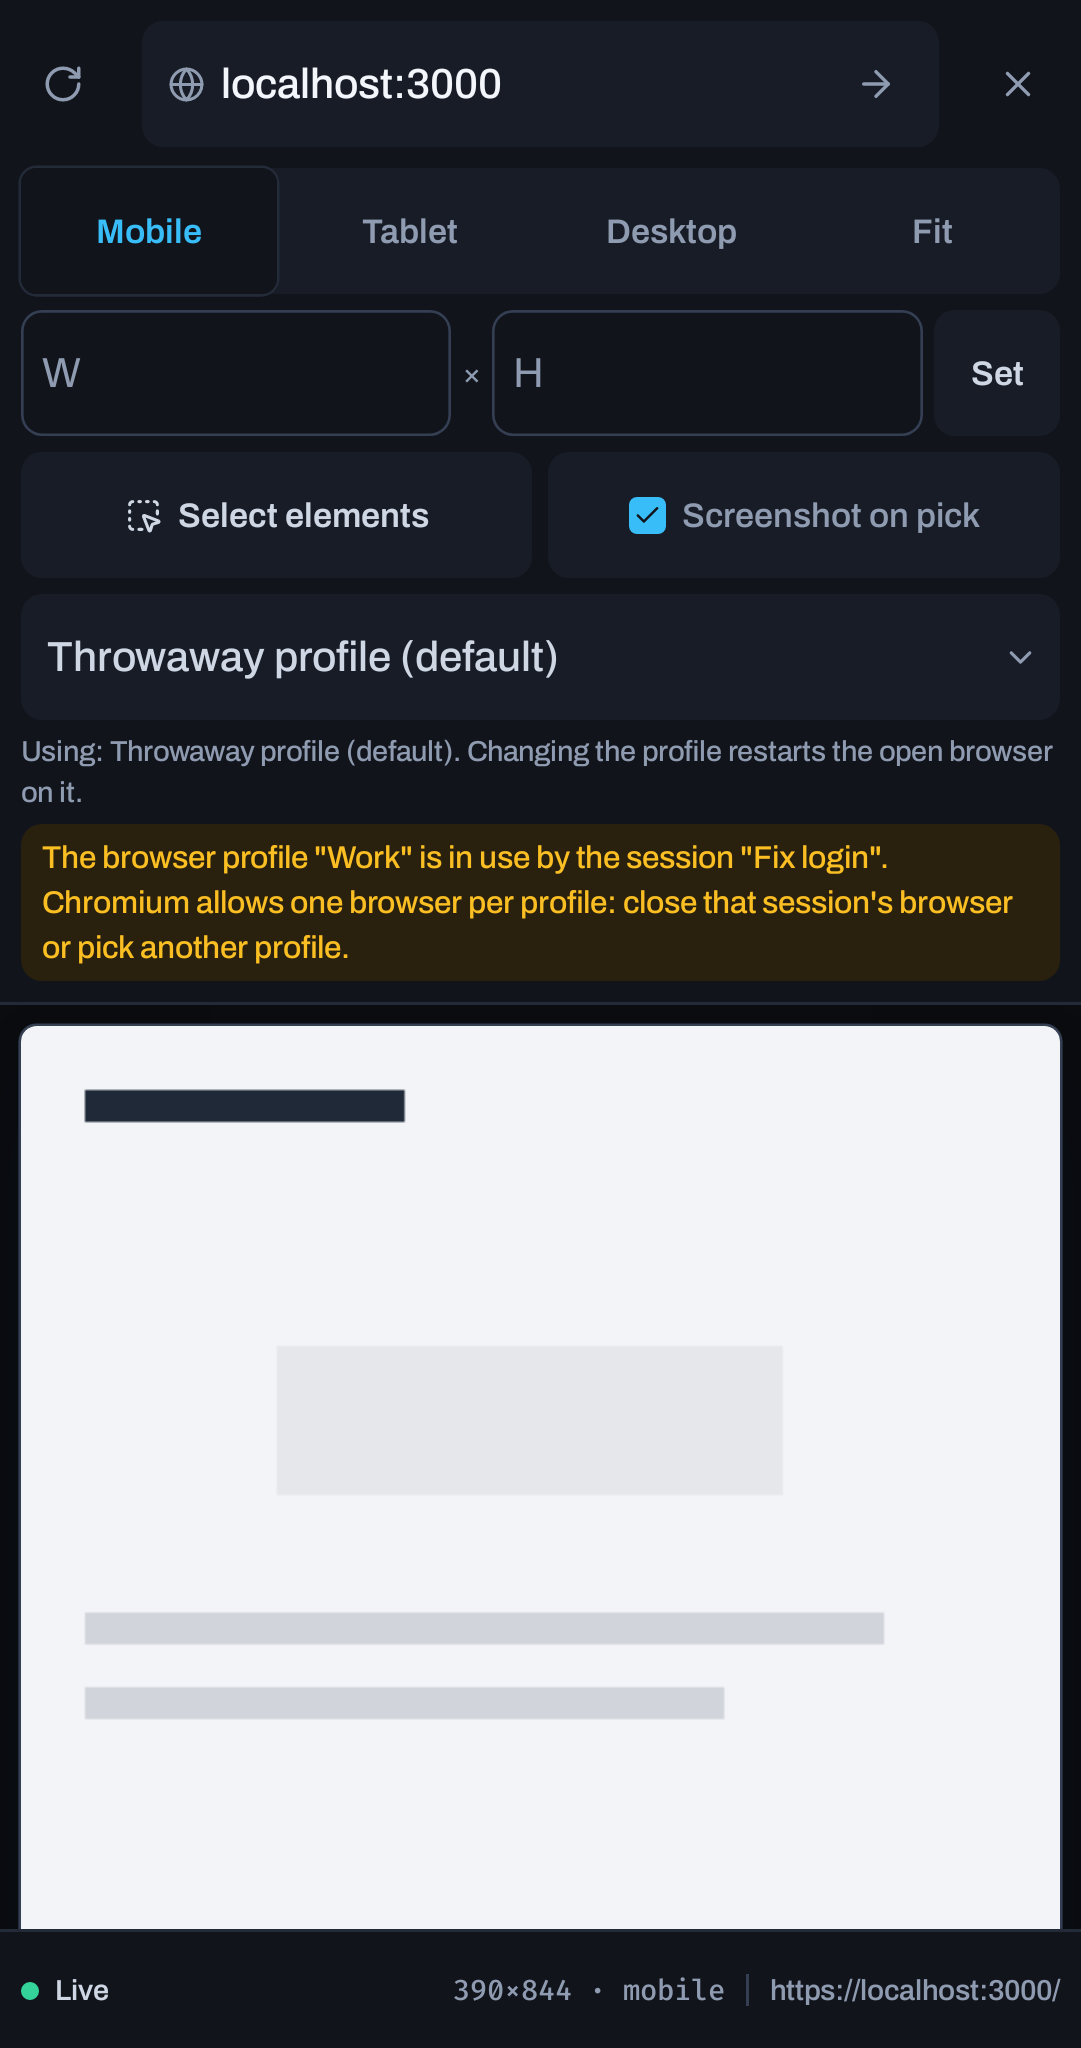 localhost:3000
Mobile Tablet Desktop Fit
W × H Set
Select elements Screenshot on pick
Throwaway profile (default)
Using: Throwaway profile (default). Changing the profile restarts the open browser
on it.
The browser profile "Work" is in use by the session "Fix login".
Chromium allows one browser per profile: close that session's browser
or pick another profile.
Live 390×844 · mobile https://localhost:3000/